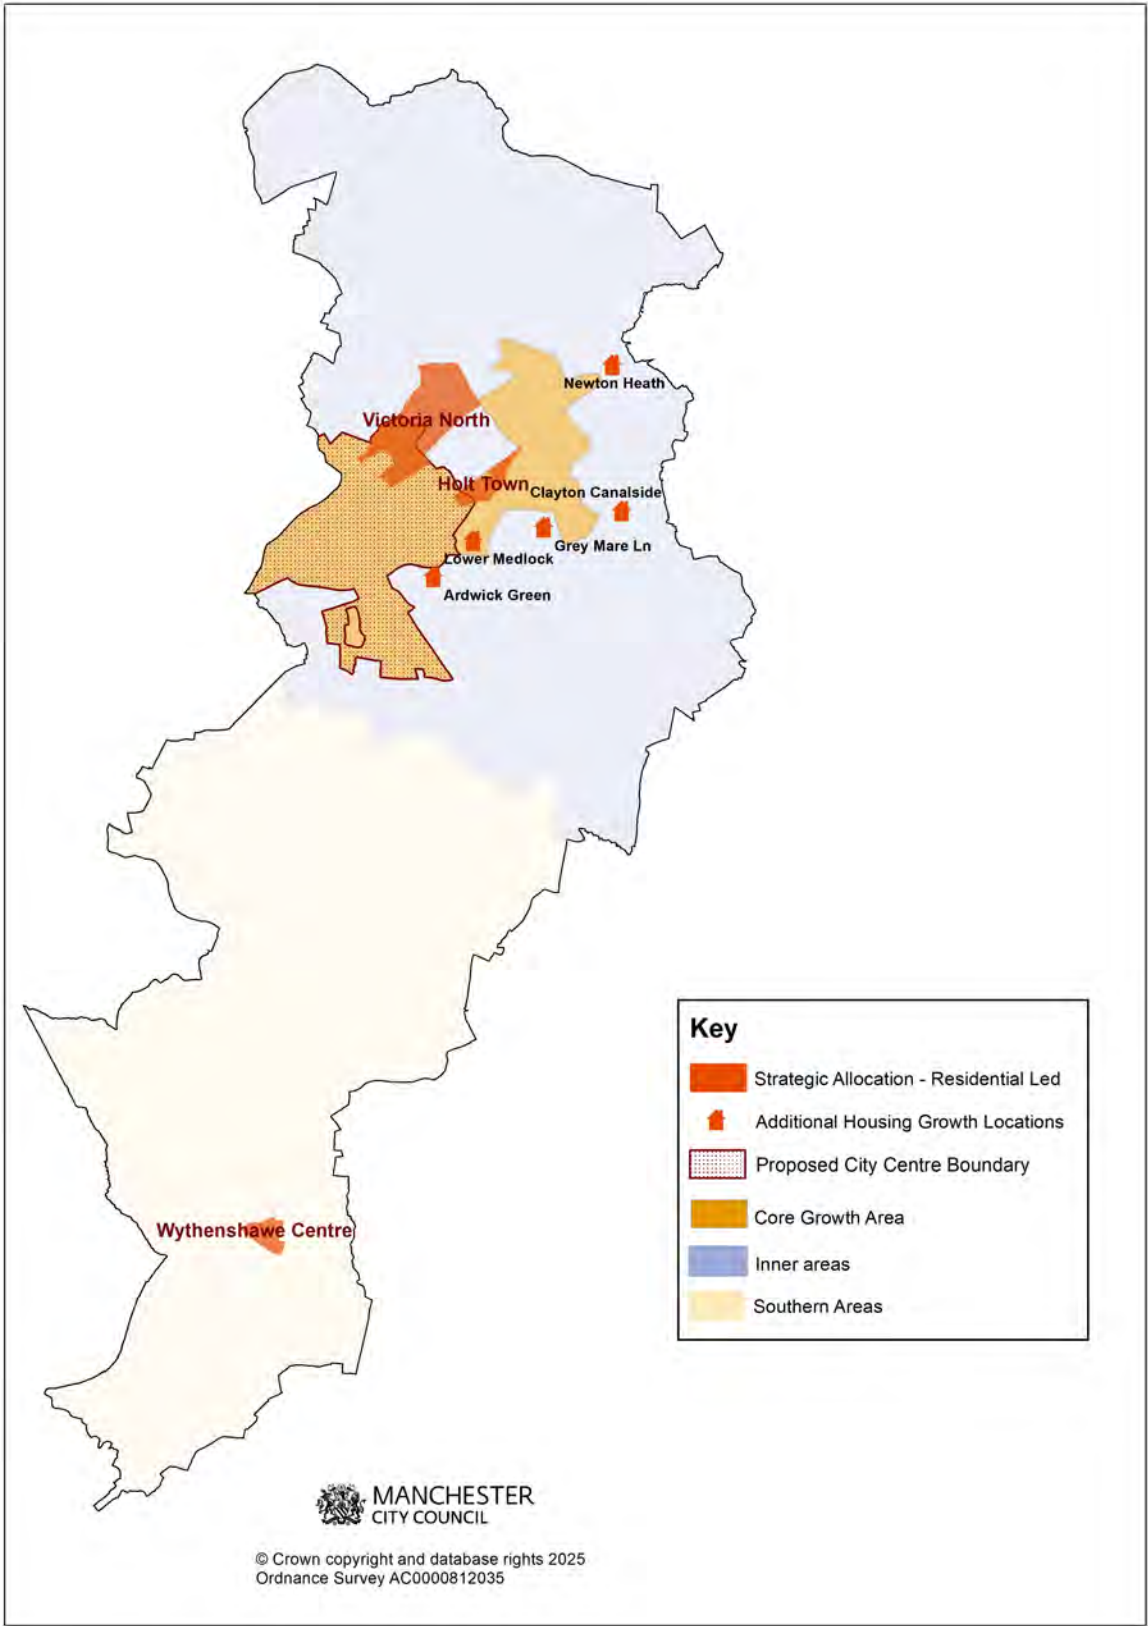 Newton Heath
Victoria North
Holt Town
Clayton Canalside
Grey Mare Ln
Lower Medlock
Ardwick Green
Wythenshawe Centre
Key
Strategic Allocation - Residential Led
Additional Housing Growth Locations
Proposed City Centre Boundary
Core Growth Area
Inner areas
Southern Areas
MANCHESTER
CITY COUNCIL
© Crown copyright and database rights 2025
Ordnance Survey AC0000812035